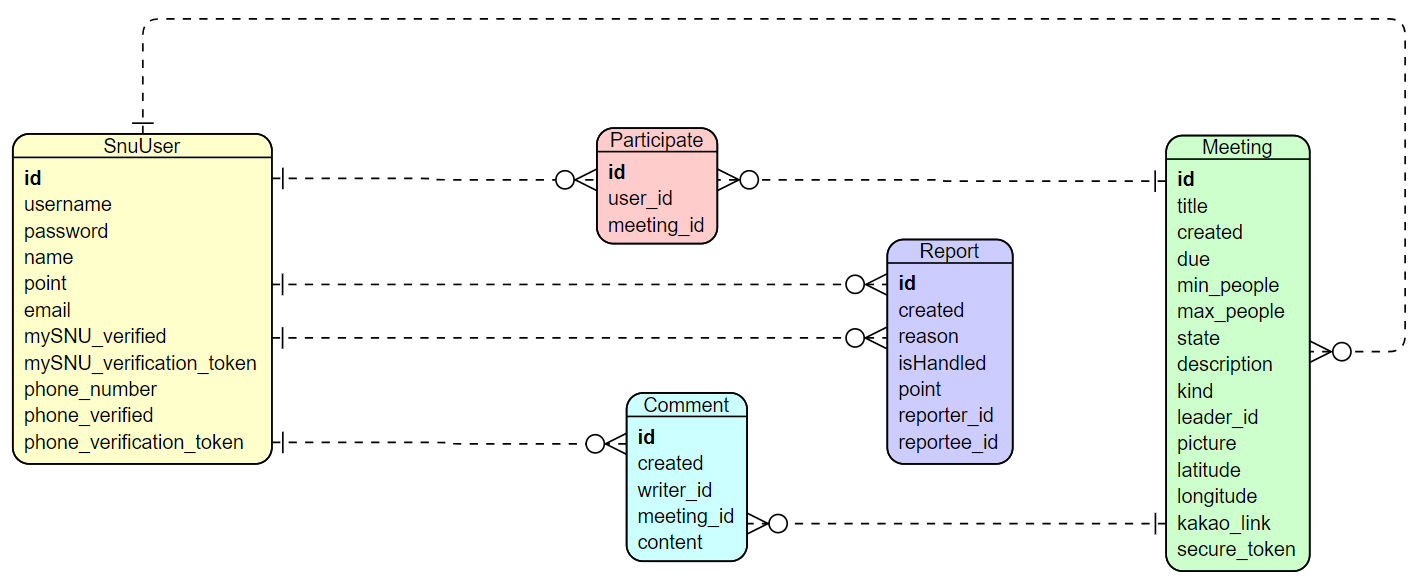 SnuUser
id
username
password
name
point
email
mySNU_verified
mySNU_verification_token
phone_number
phone_verified
phone_verification_token
Participate
id
user_id
meeting_id
Report
id
created
reason
isHandled
point
reporter_id
reportee_id
Comment
id
created
writer_id
meeting_id
content
Meeting
id
title
created
due
min_people
max_people
state
description
kind
leader_id
picture
latitude
longitude
kakao_link
secure_token